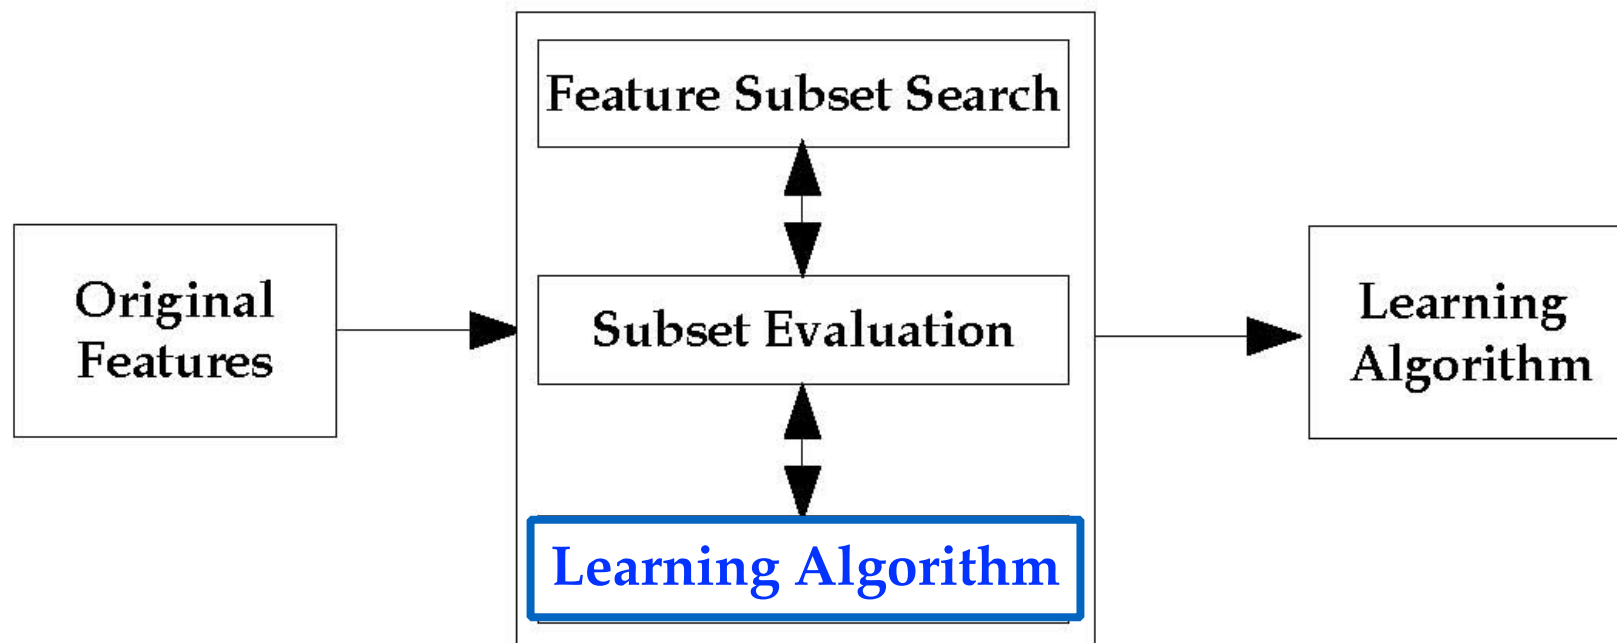 Feature Subset Search
Original
Features
Subset Evaluation
Learning
Algorithm
Learning Algorithm